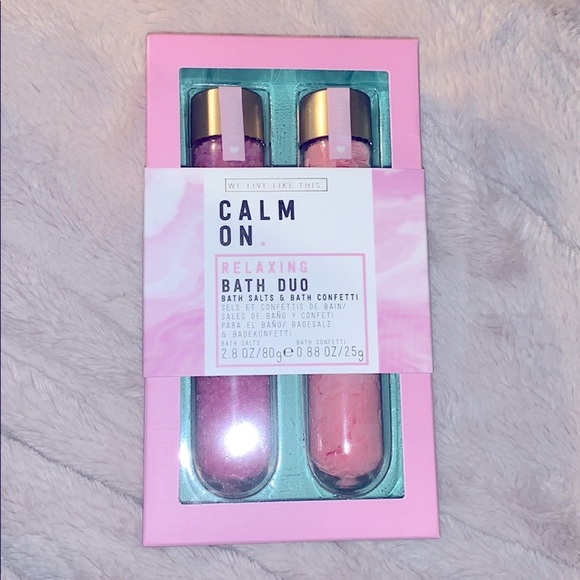 WE LIVE LIKE THIS.
CALM
ON.
RELAXING
BATH DUO
BATH SALTS & BATH CONFETTI
SELS ET CONFETTIS DE BAIN/
SALES DE BAÑO Y CONFETI
PARA EL BAÑO/ BADESALZ
& BADEKONFETTI
BATH SALTS BATH CONFETTI
2.8 OZ/80g℮0.88 OZ/25g